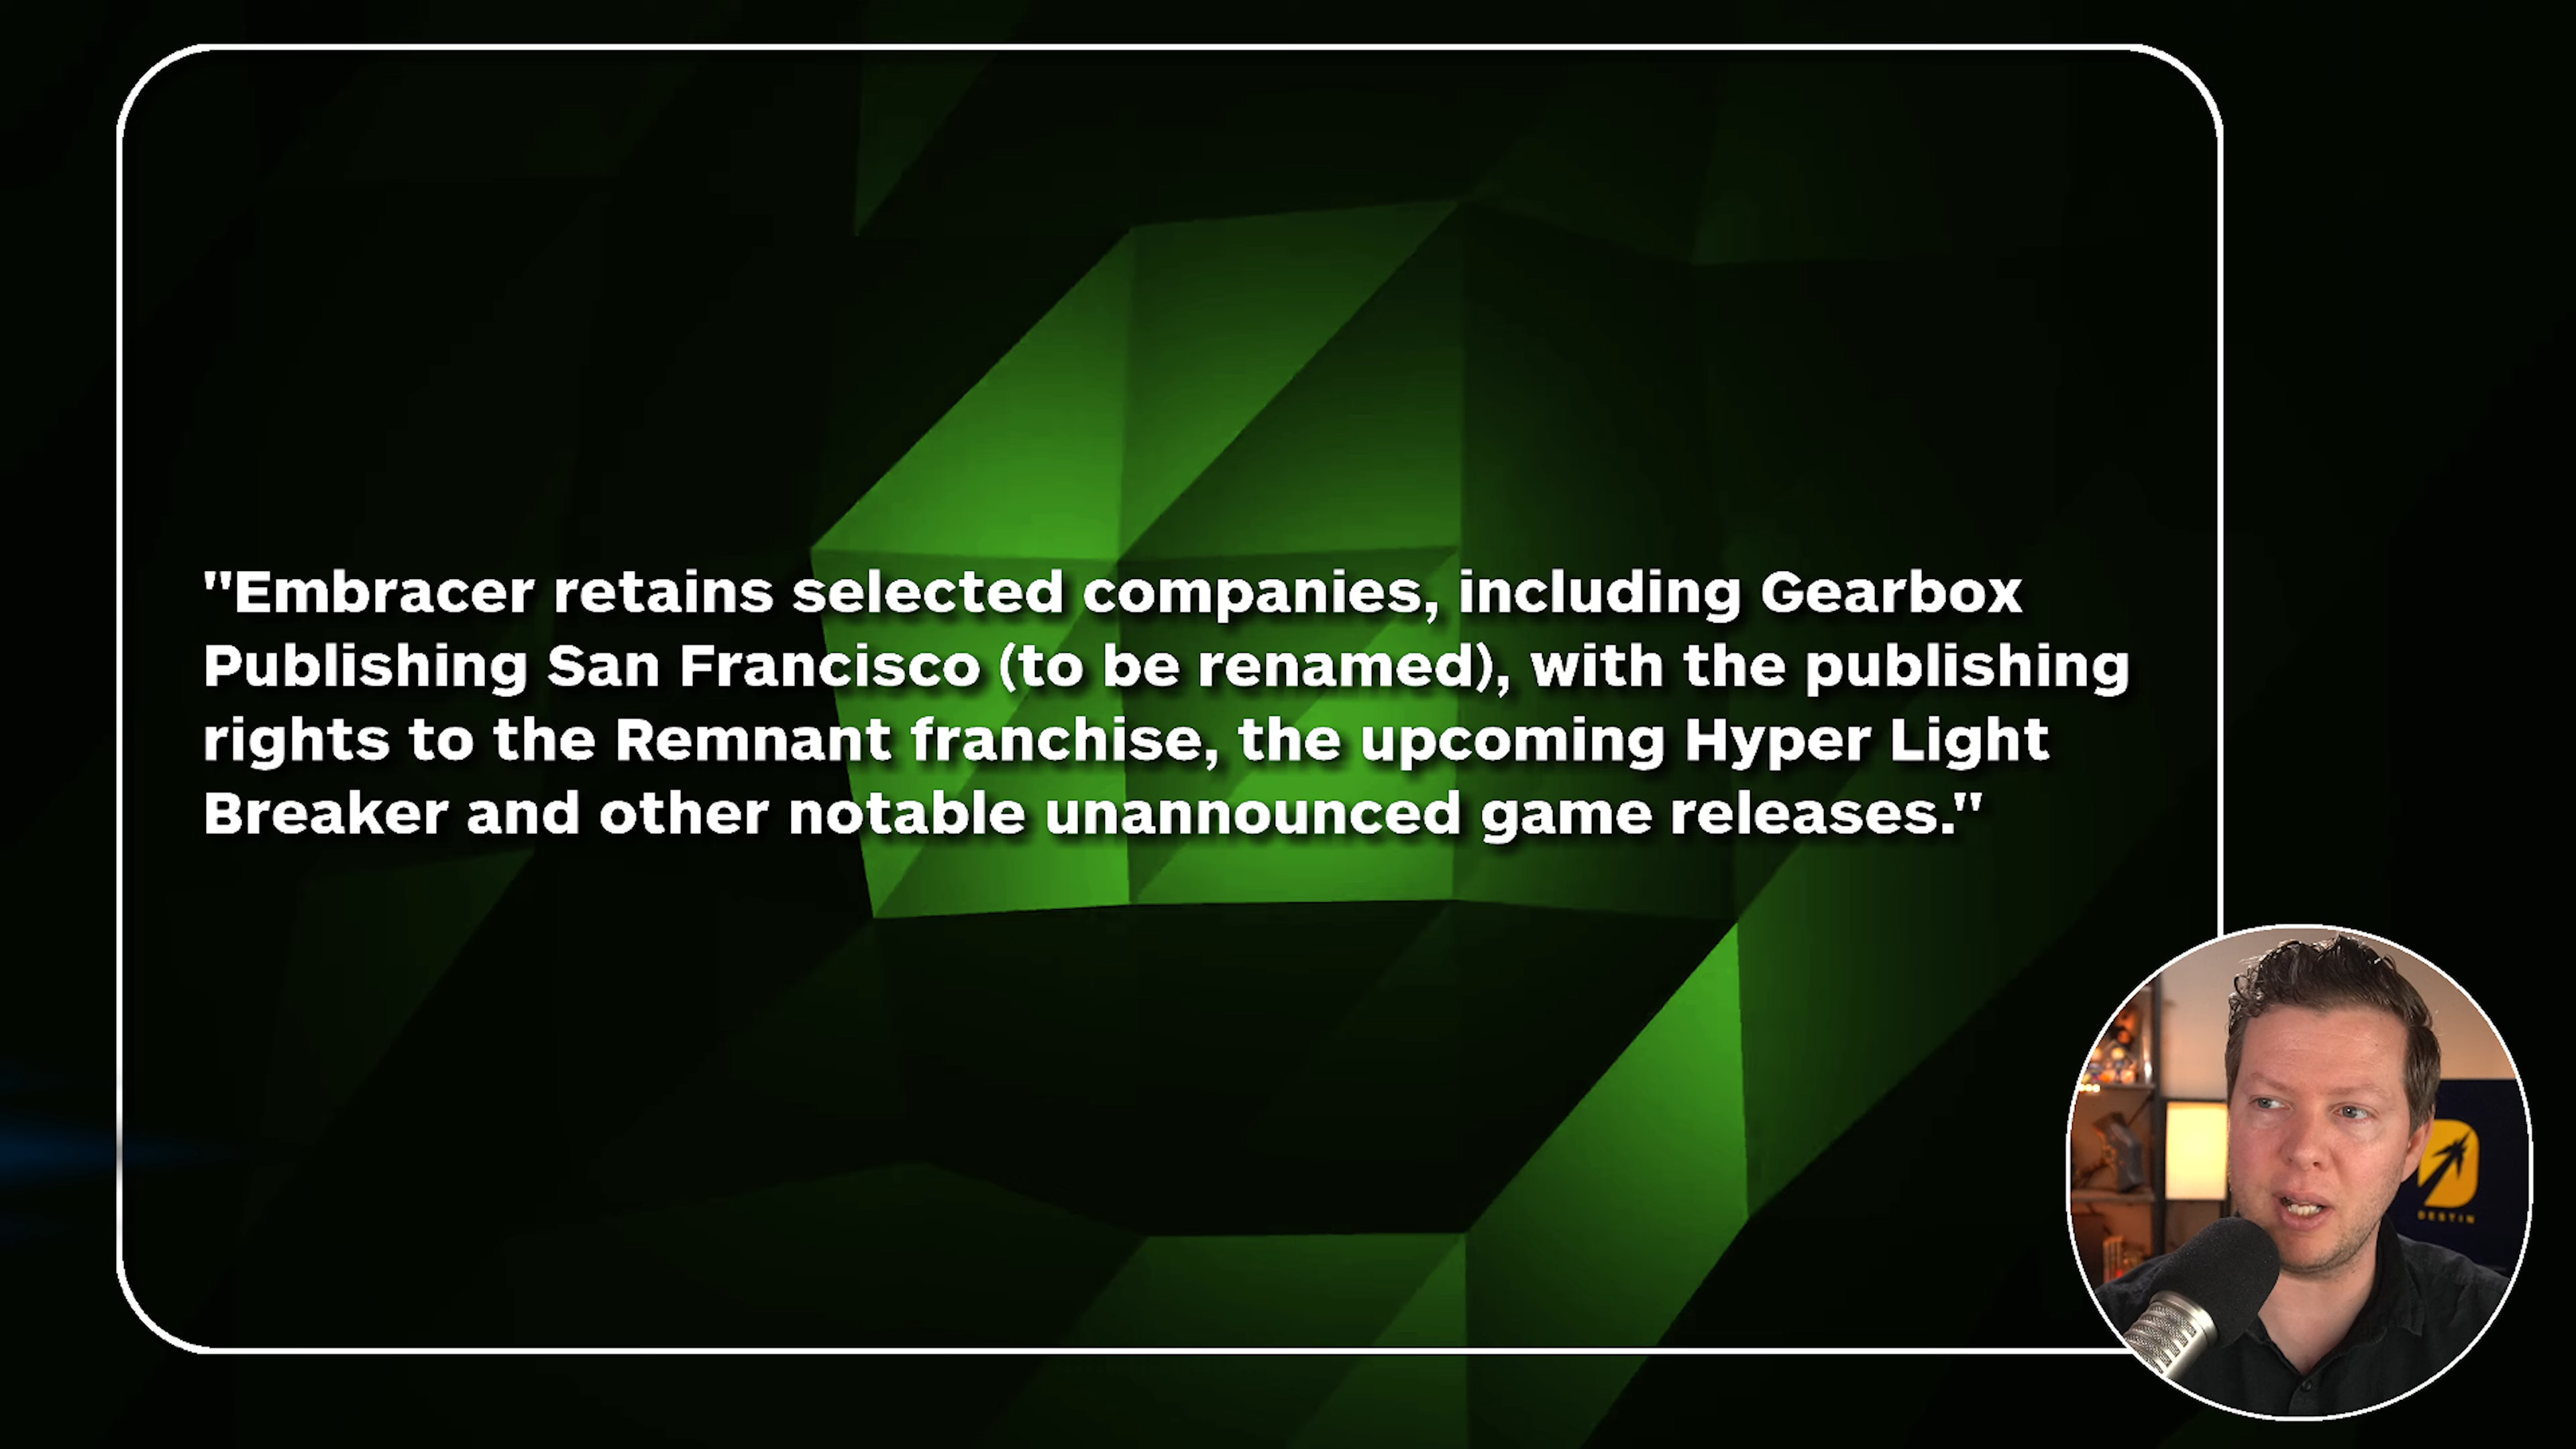 "Embracer retains selected companies, including Gearbox
Publishing San Francisco (to be renamed), with the publishing
rights to the Remnant franchise, the upcoming Hyper Light
Breaker and other notable unannounced game releases."
DESTIN